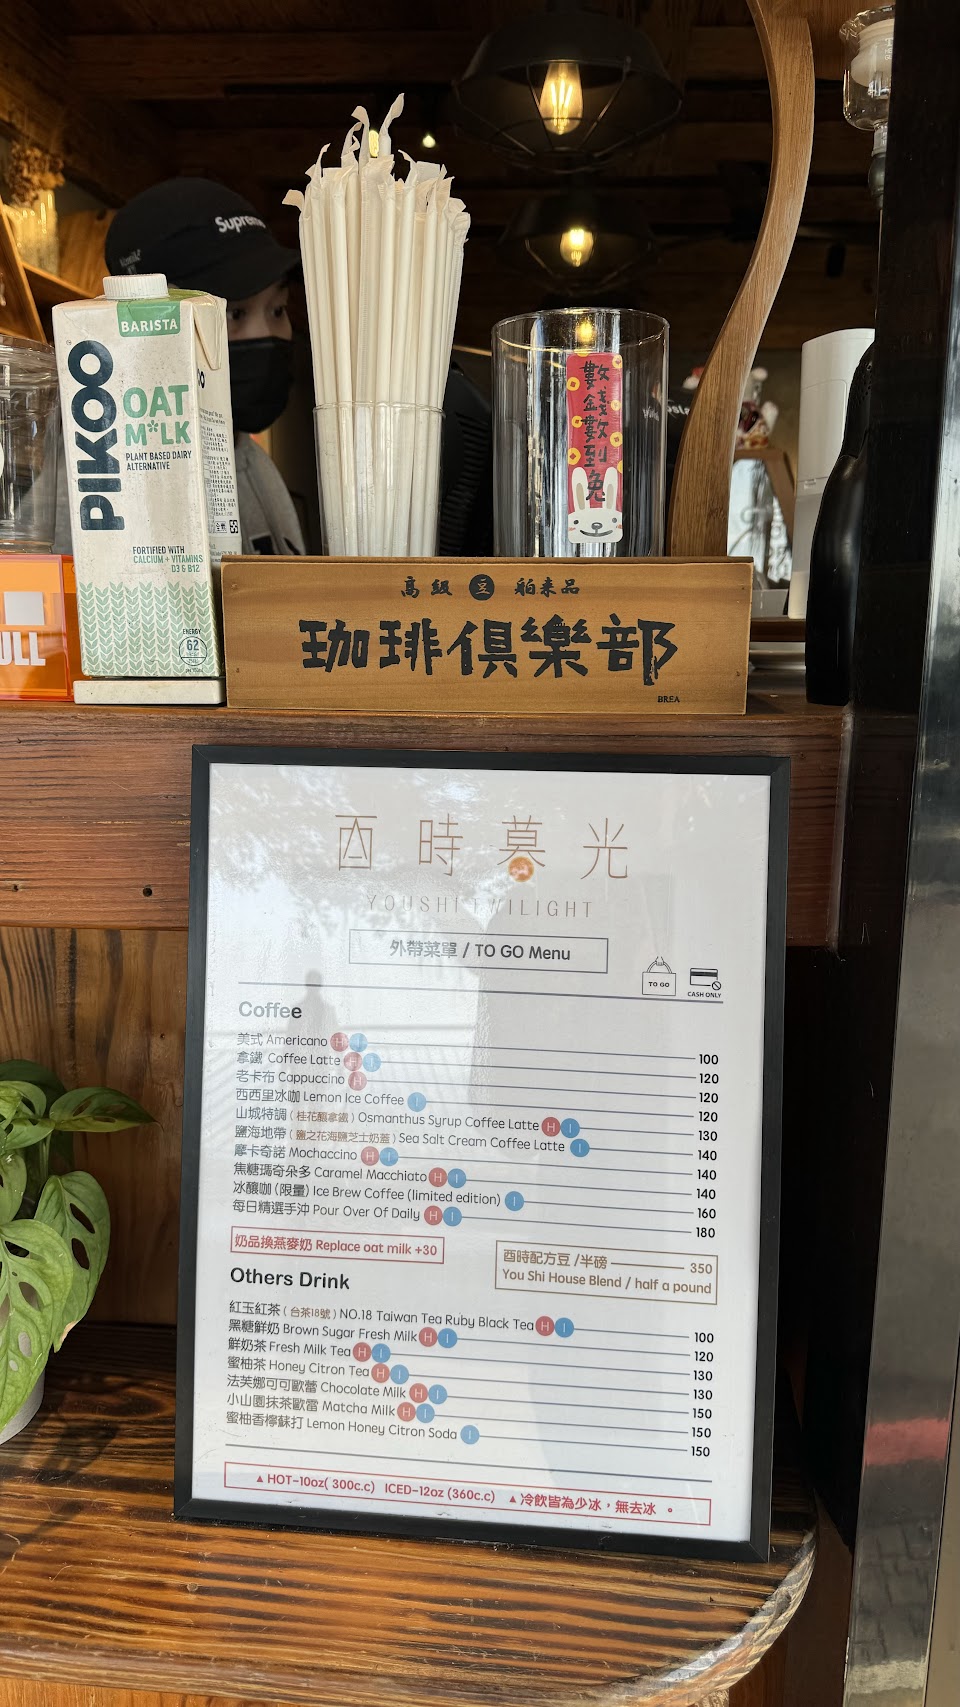 Supreme
BARISTA
PIKOO
OAT
M*LK
PLANT BASED DAIRY
ALTERNATIVE
FORTIFIED WITH
CALCIUM + VITAMINS
D3 & B12
ENERGY
62
ULL
數錢數到
金數至兔
高級 豆 舶来品
珈琲俱樂部
BREA
酉時暮光
YOUSHI TWILIGHT
外帶菜單 / TO GO Menu
TO GO
CASH ONLY
Coffee
美式 Americano H I 100
拿鐵 Coffee Latte H I 120
老卡布 Cappuccino H 120
西西里冰咖 Lemon Ice Coffee I 120
山城特調 ( 桂花釀拿鐵 ) Osmanthus Syrup Coffee Latte H I 130
鹽海地帶 ( 鹽之花海鹽芝士奶蓋 ) Sea Salt Cream Coffee Latte I 140
摩卡奇諾 Mochaccino H I 140
焦糖瑪奇朵多 Caramel Macchiato H I 140
冰釀咖 (限量) Ice Brew Coffee (limited edition) I 160
每日精選手沖 Pour Over Of Daily H I 180
奶品換燕麥奶 Replace oat milk +30
酉時配方豆 /半磅 350
You Shi House Blend / half a pound
Others Drink
紅玉紅茶 ( 台茶18號 ) NO.18 Taiwan Tea Ruby Black Tea H I 100
黑糖鮮奶 Brown Sugar Fresh Milk H I 120
鮮奶茶 Fresh Milk Tea H I 130
蜜柚茶 Honey Citron Tea H I 130
法芙娜可可歐蕾 Chocolate Milk H I 150
小山園抹茶歐蕾 Matcha Milk H I 150
蜜柚香檸蘇打 Lemon Honey Citron Soda I 150
▲HOT-10oz( 300c.c) ICED-12oz (360c.c) ▲冷飲皆為少冰，無去冰 。